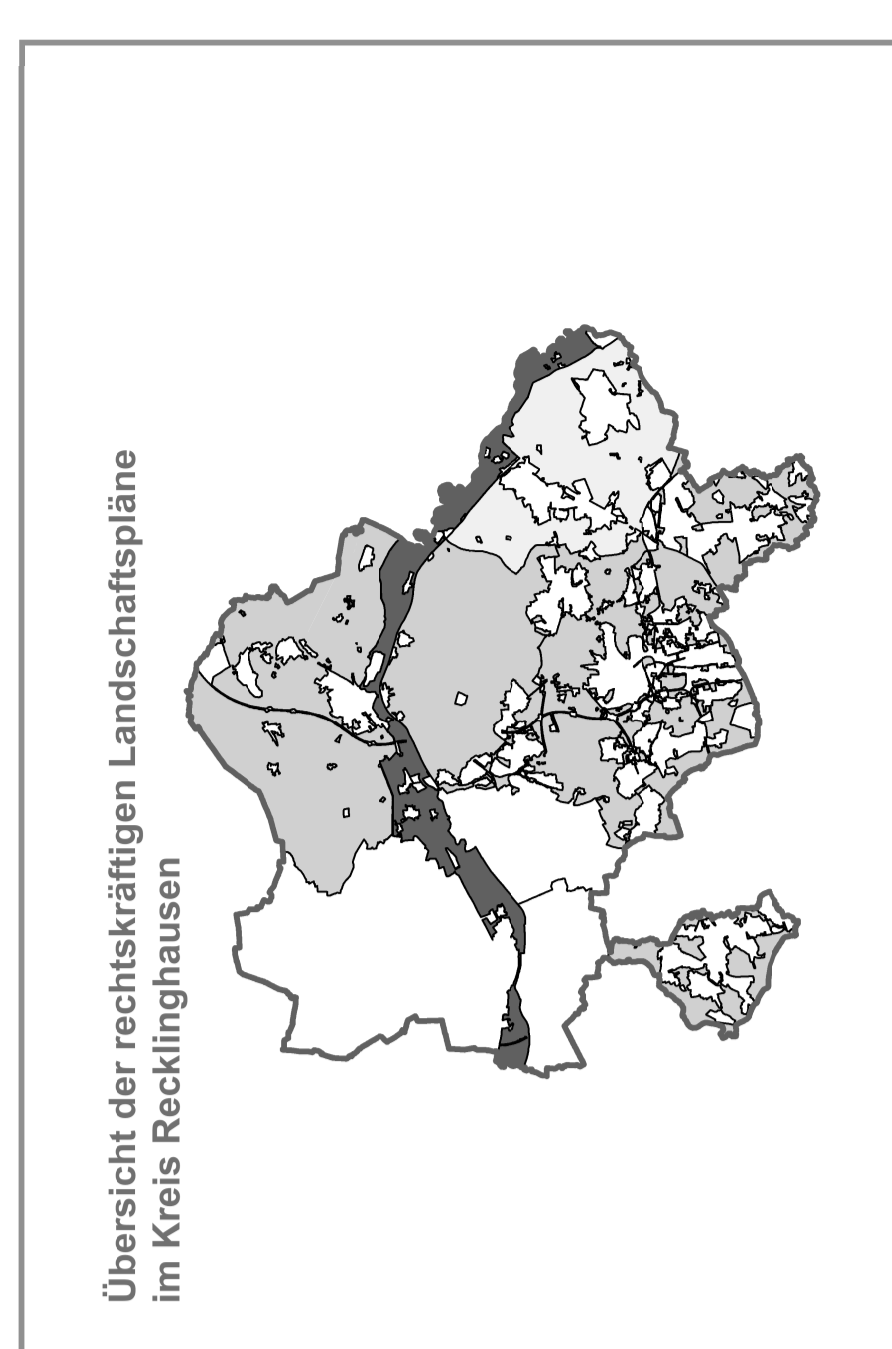 Übersicht der rechtskräftigen Landschaftspläne
im Kreis Recklinghausen